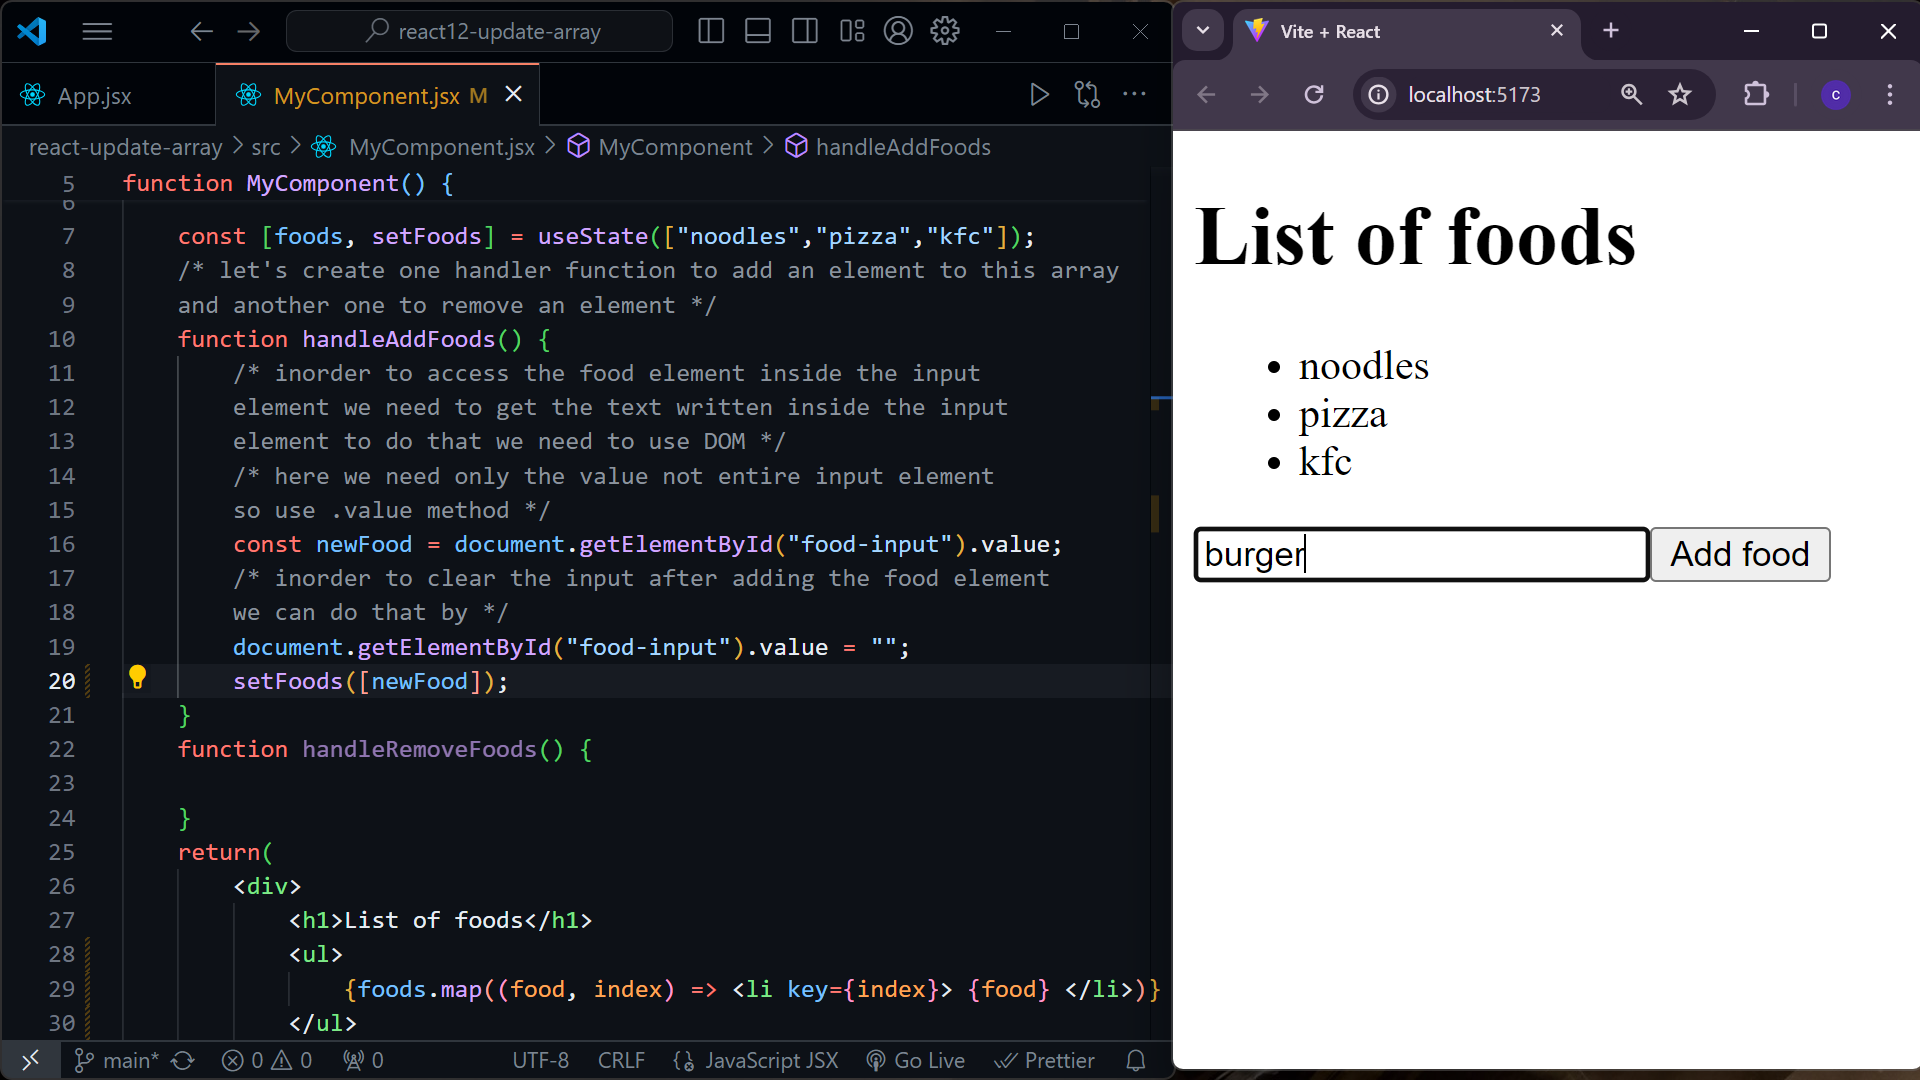 react12-update-array
App.jsx
MyComponent.jsx M
react-update-array > src > MyComponent.jsx > MyComponent > handleAddFoods
5 function MyComponent() {
6
7 const [foods, setFoods] = useState(["noodles","pizza","kfc"]);
8 /* let's create one handler function to add an element to this array
9 and another one to remove an element */
10 function handleAddFoods() {
11 /* inorder to access the food element inside the input
12 element we need to get the text written inside the input
13 element to do that we need to use DOM */
14 /* here we need only the value not entire input element
15 so use .value method */
16 const newFood = document.getElementById("food-input").value;
17 /* inorder to clear the input after adding the food element
18 we can do that by */
19 document.getElementById("food-input").value = "";
20 setFoods([newFood]);
21 }
22 function handleRemoveFoods() {
23
24 }
25 return(
26 <div>
27 <h1>List of foods</h1>
28 <ul>
29 {foods.map((food, index) => <li key={index}> {food} </li>)}
30 </ul>
main* 0 0 0 UTF-8 CRLF JavaScript JSX Go Live Prettier
Vite + React
localhost:5173
c
List of foods
noodles
pizza
kfc
burger
Add food